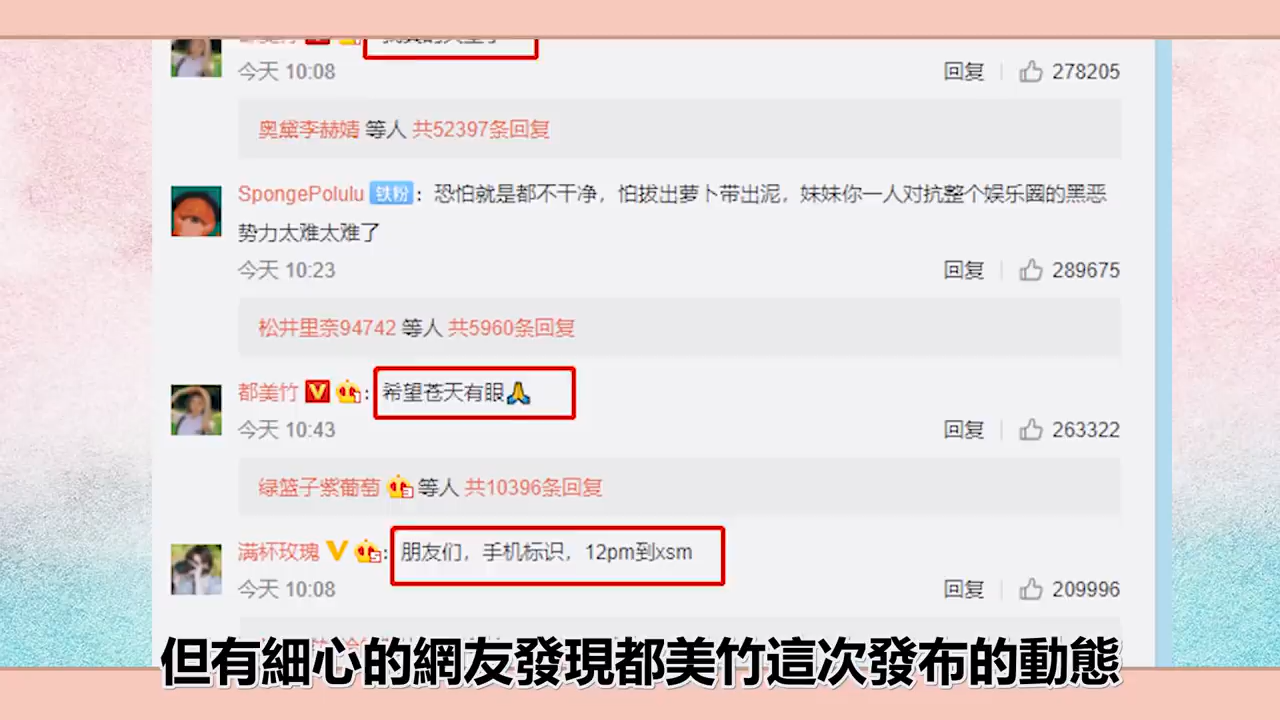 今天 10:08 回复 278205
奥黛李赫婧 等人 共52397条回复
SpongePolulu 铁粉：恐怕就是都不干净，怕拔出萝卜带出泥，妹妹你一人对抗整个娱乐圈的黑恶
势力太难太难了
今天 10:23 回复 289675
松井里奈94742 等人 共5960条回复
都美竹 V：希望苍天有眼🙏
今天 10:43 回复 263322
绿篮子紫葡萄 等人 共10396条回复
满杯玫瑰 V：朋友们，手机标识，12pm到xsm
今天 10:08 回复 209996
但有細心的網友發現都美竹這次發布的動態